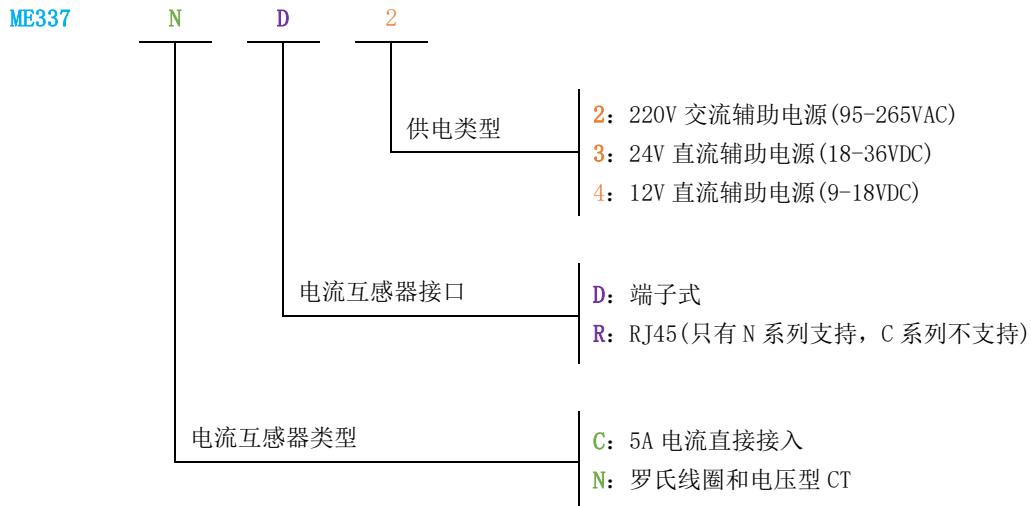 ME337 N D 2
供电类型
2：220V 交流辅助电源(95-265VAC)
3：24V 直流辅助电源(18-36VDC)
4：12V 直流辅助电源(9-18VDC)
电流互感器接口
D：端子式
R：RJ45(只有 N 系列支持，C 系列不支持)
电流互感器类型
C：5A 电流直接接入
N：罗氏线圈和电压型 CT